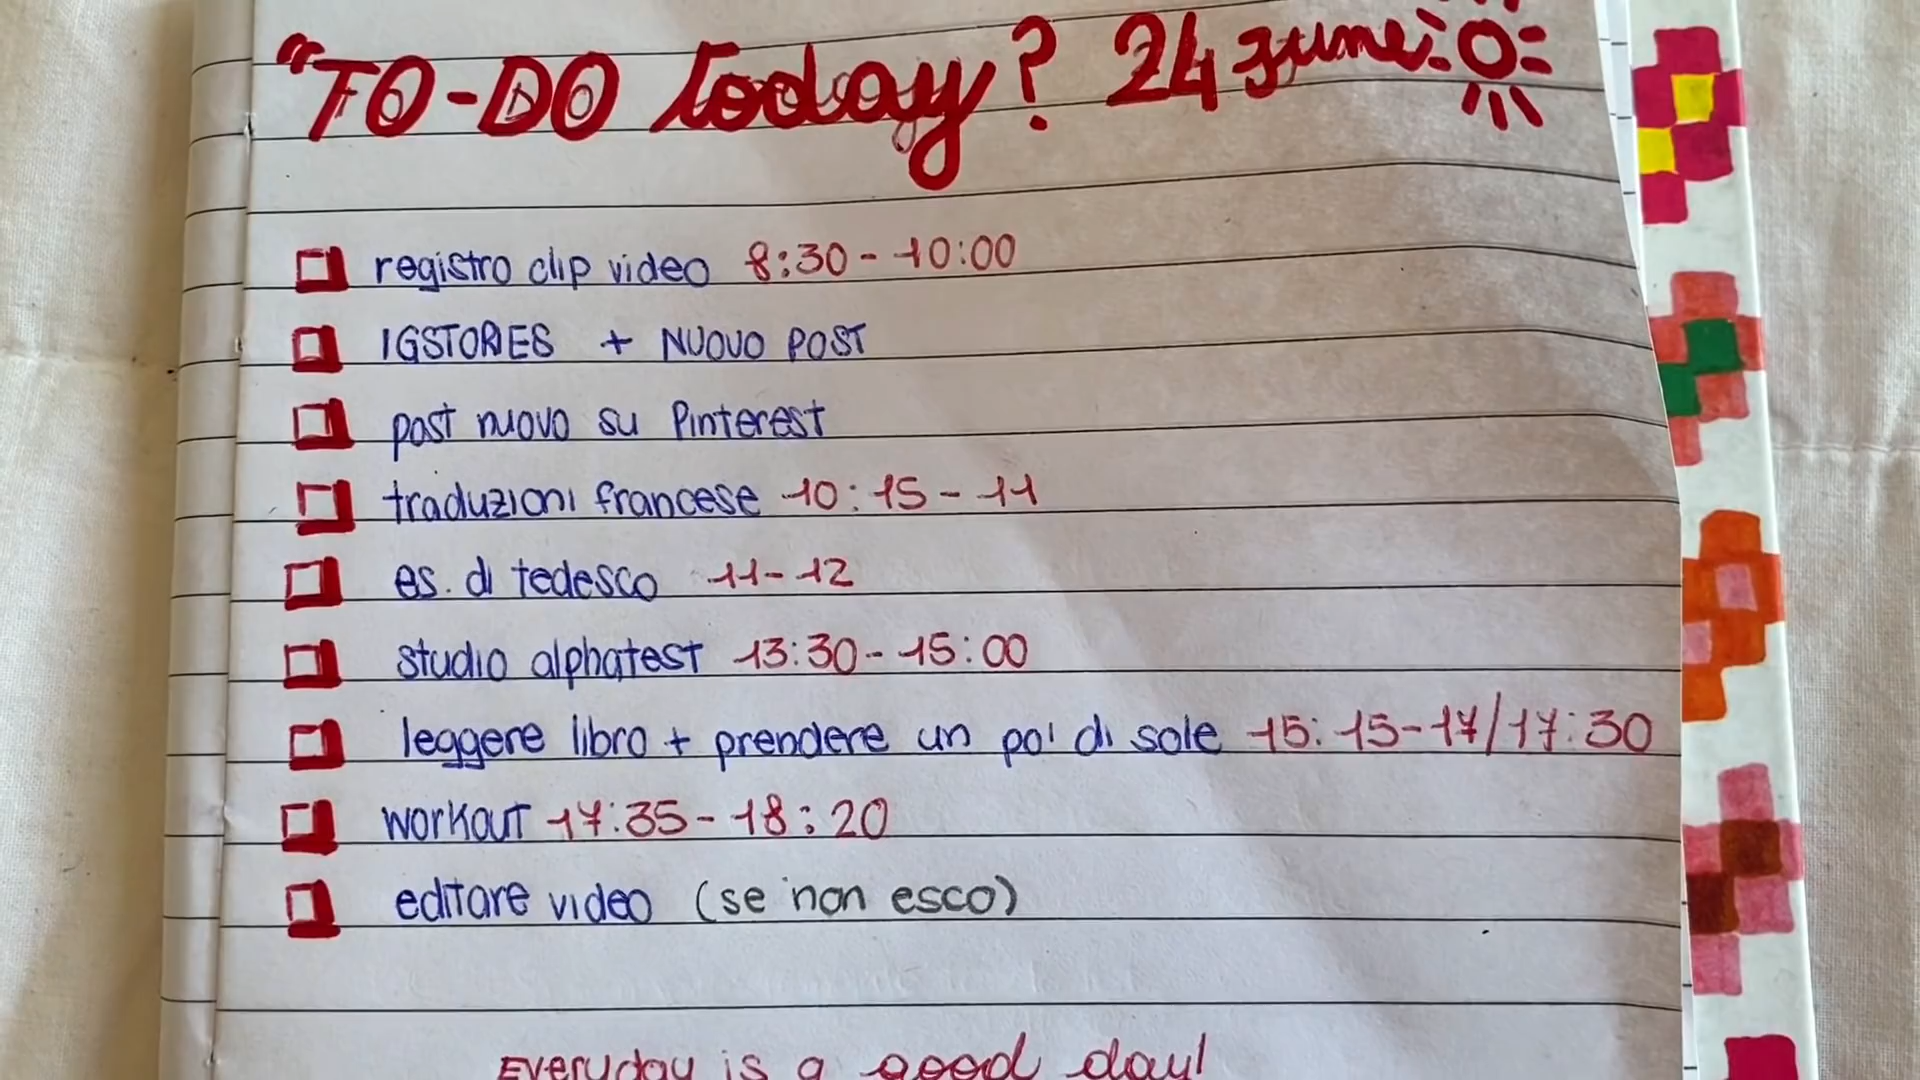 "TO-DO Today? 24 June
registro clip video 8:30-10:00
IGSTORIES + NUOVO POST
post nuovo su Pinterest
traduzioni francese 10:15-11
es. di tedesco 11-12
studio alphatest 13:30-15:00
leggere libro + prendere un po' di sole 15:15-17/17:30
workout 17:35-18:20
editare video (se non esco)
Everyday is a good day!